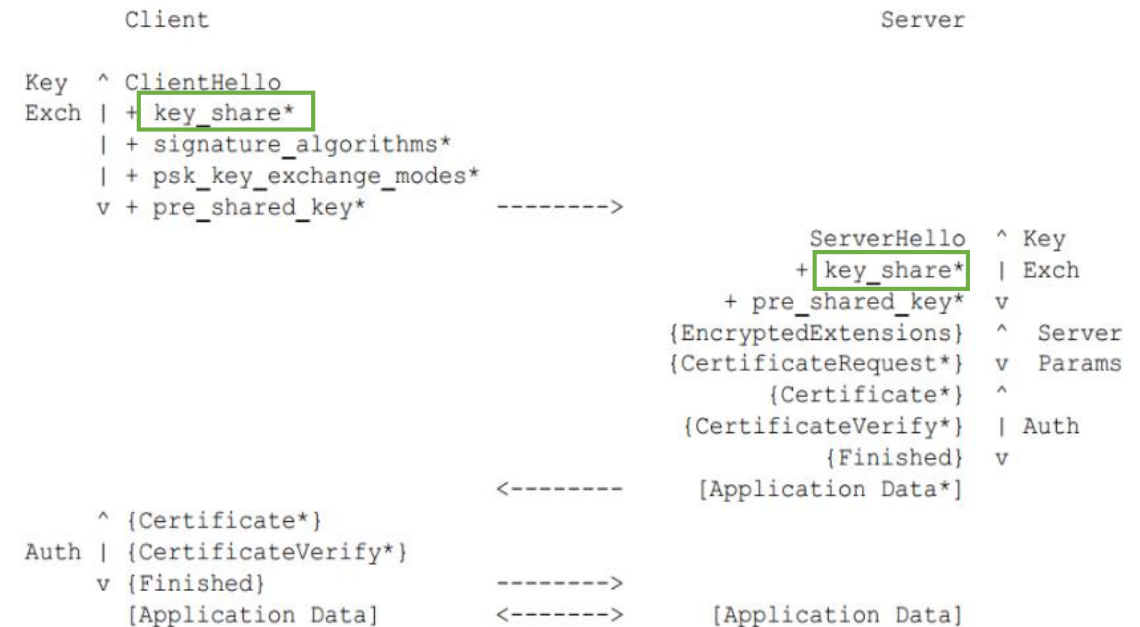 Client                                               Server
Key  ^ ClientHello
Exch | + key_share*
     | + signature_algorithms*
     | + psk_key_exchange_modes*
     v + pre_shared_key*       -------->
                                                  ServerHello  ^ Key
                                                 + key_share*  | Exch
                                            + pre_shared_key*  v
                                        {EncryptedExtensions}  ^  Server
                                        {CertificateRequest*}  v  Params
                                               {Certificate*}  ^
                                         {CertificateVerify*}  | Auth
                                                   {Finished}  v
                               <--------  [Application Data*]
     ^ {Certificate*}
Auth | {CertificateVerify*}
     v {Finished}              -------->
       [Application Data]      <------->  [Application Data]